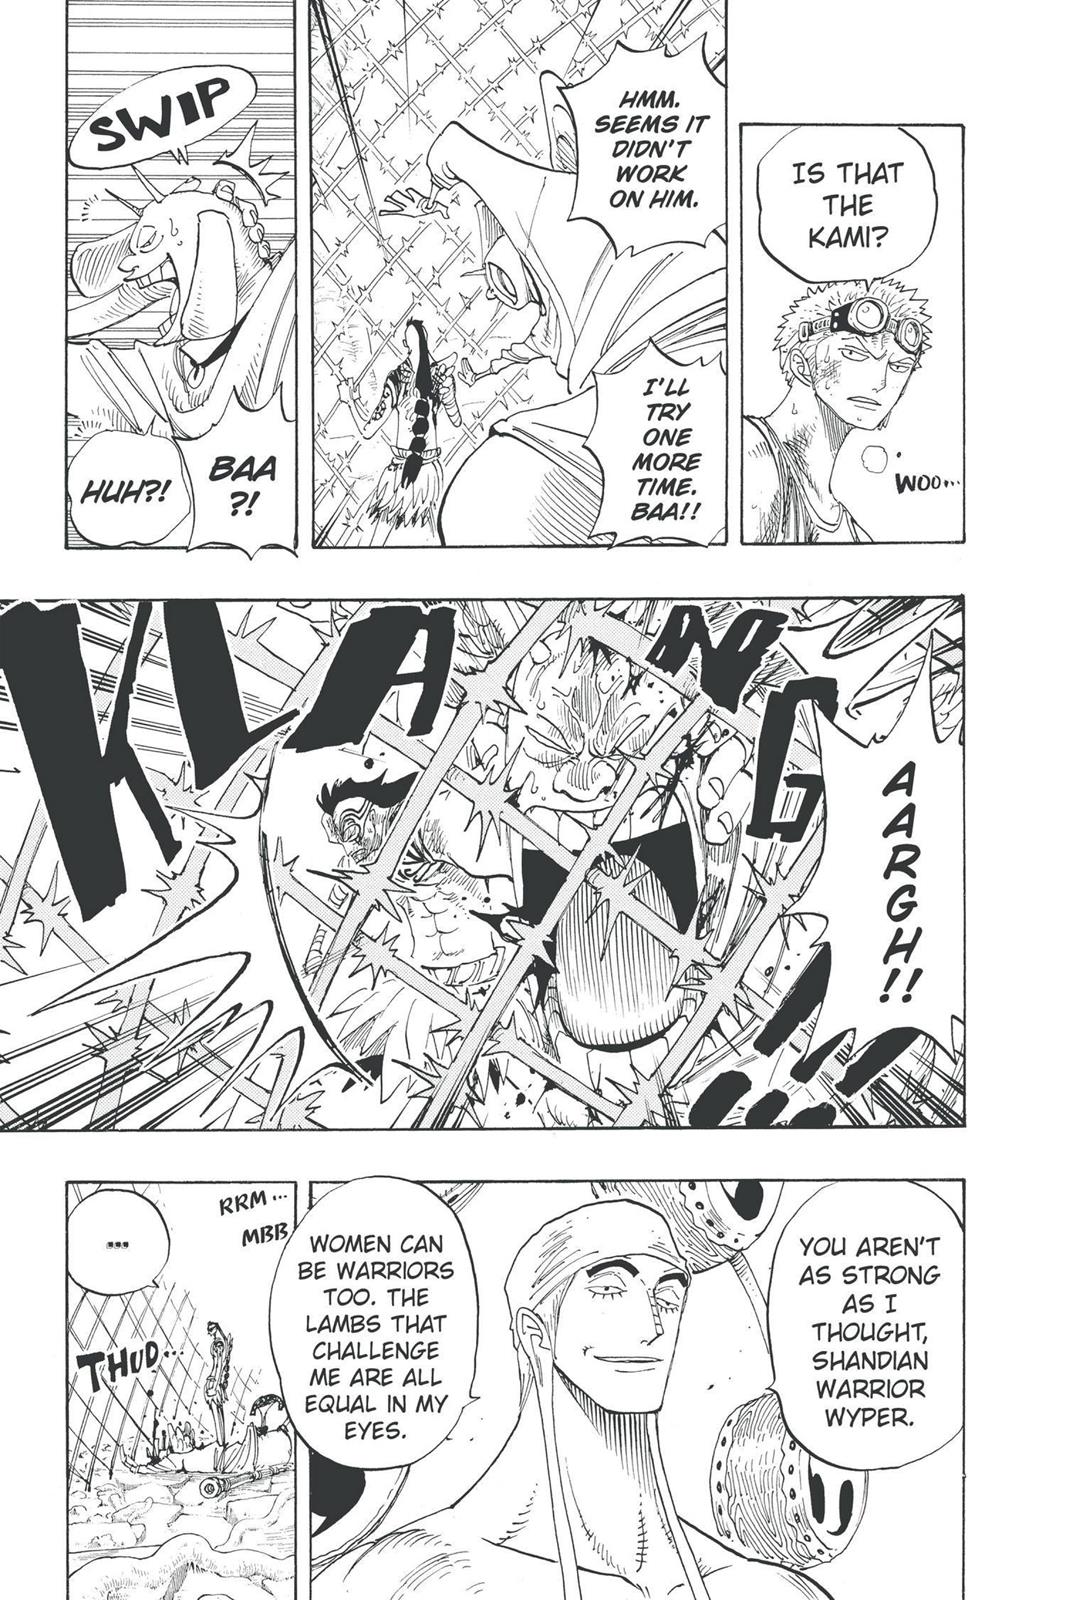 IS THAT
THE
KAMI?
WOO...
HMM.
SEEMS IT
DIDN'T
WORK
ON HIM.
I'LL
TRY
ONE
MORE
TIME.
BAA!!
SWIP
BAA
?!
HUH?!
KLANG
AARGH!!
YOU AREN'T
AS STRONG
AS I
THOUGHT,
SHANDIAN
WARRIOR
WYPER.
WOMEN CAN
BE WARRIORS
TOO. THE
LAMBS THAT
CHALLENGE
ME ARE ALL
EQUAL IN MY
EYES.
RRM...
MBB
...
THUD...